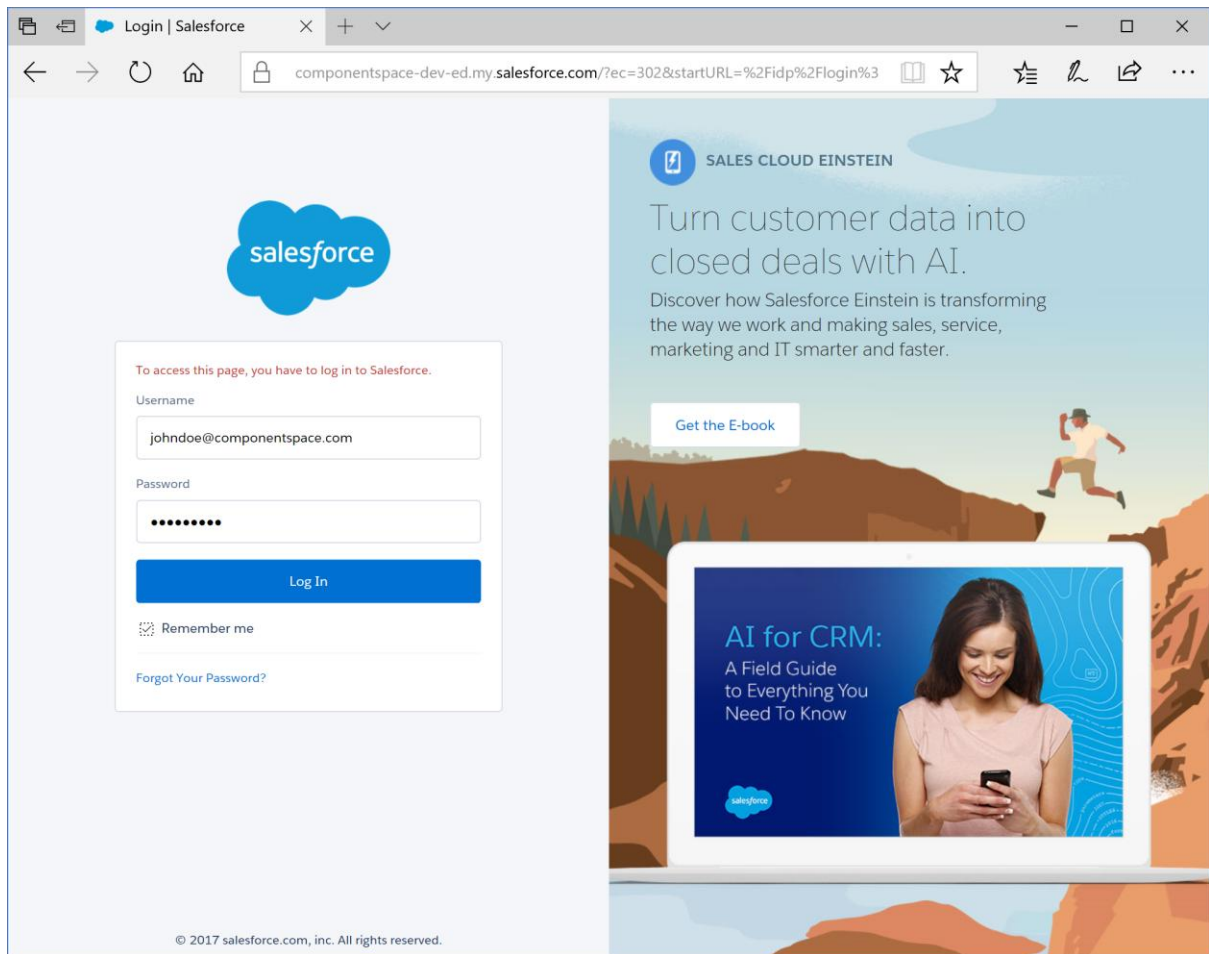 Login | Salesforce
componentspace-dev-ed.my.salesforce.com/?ec=302&startURL=%2Fidp%2Flogin%3
salesforce
To access this page, you have to log in to Salesforce.
Username
johndoe@componentspace.com
Password
•••••••••
Log In
Remember me
Forgot Your Password?
© 2017 salesforce.com, inc. All rights reserved.
SALES CLOUD EINSTEIN
Turn customer data into
closed deals with AI.
Discover how Salesforce Einstein is transforming
the way we work and making sales, service,
marketing and IT smarter and faster.
Get the E-book
AI for CRM:
A Field Guide
to Everything You
Need To Know
salesforce